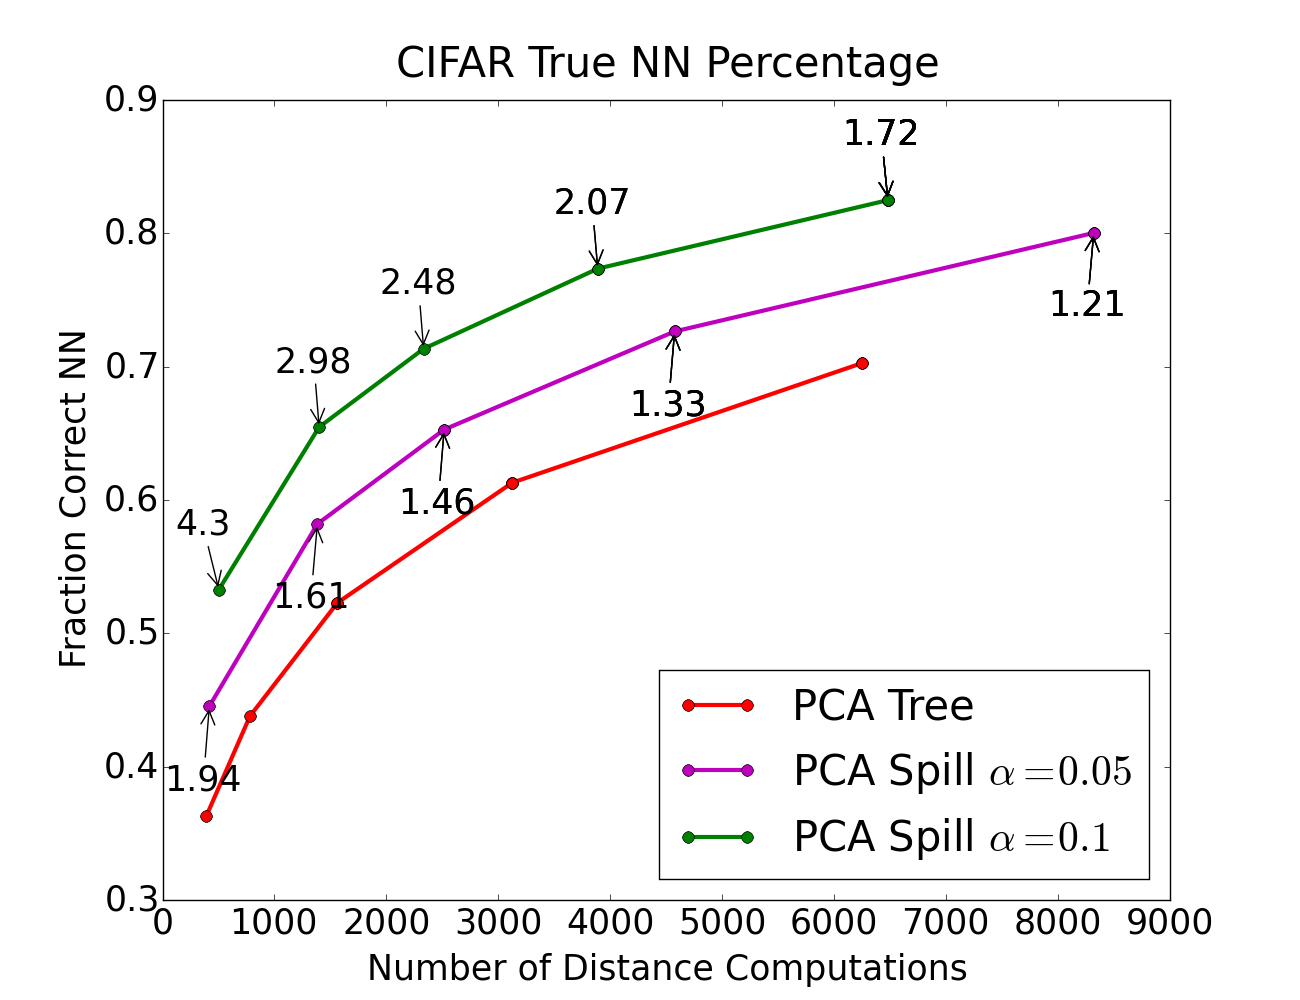 CIFAR True NN Percentage
0.9
0.8
0.7
0.6
0.5
0.4
0.3
Fraction Correct NN
1.72
2.07
2.48
2.98
4.3
1.21
1.33
1.46
1.61
1.94
PCA Tree
PCA Spill α=0.05
PCA Spill α=0.1
0 1000 2000 3000 4000 5000 6000 7000 8000 9000
Number of Distance Computations